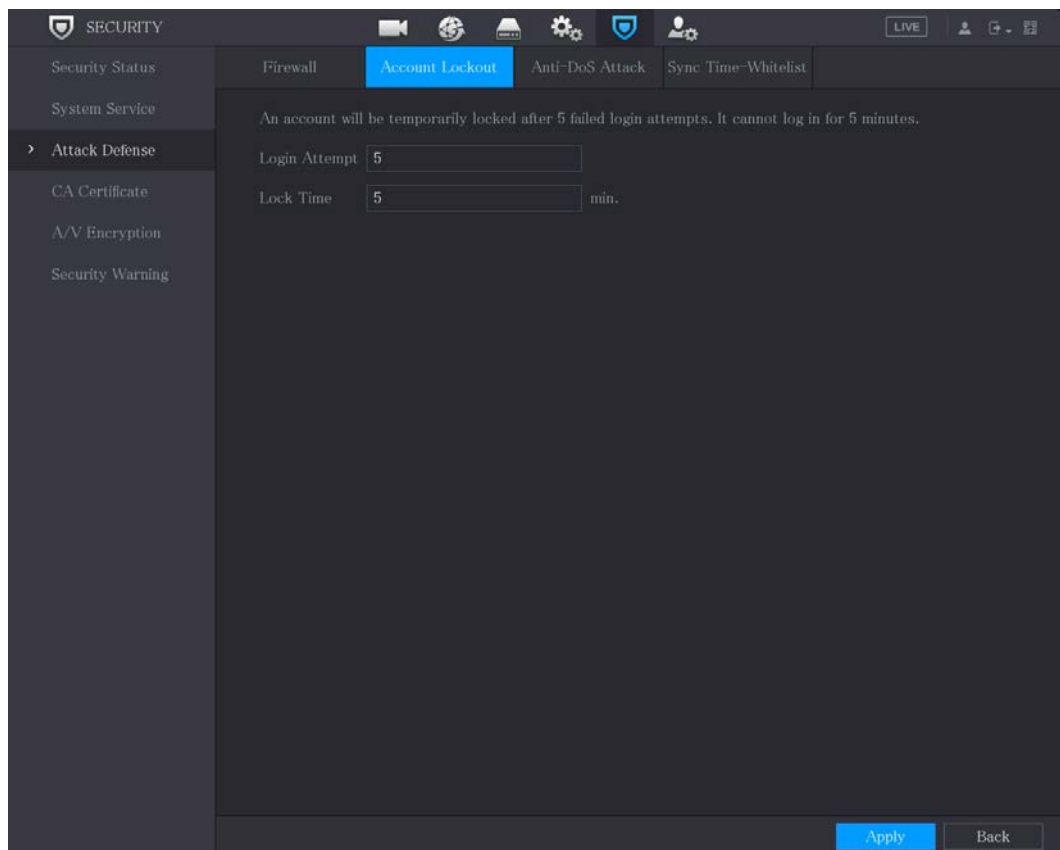 SECURITY
LIVE
Security Status
System Service
Attack Defense
CA Certificate
A/V Encryption
Security Warning
Firewall Account Lockout Anti-DoS Attack Sync Time-Whitelist
An account will be temporarily locked after 5 failed login attempts. It cannot log in for 5 minutes.
Login Attempt 5
Lock Time 5 min.
Apply Back